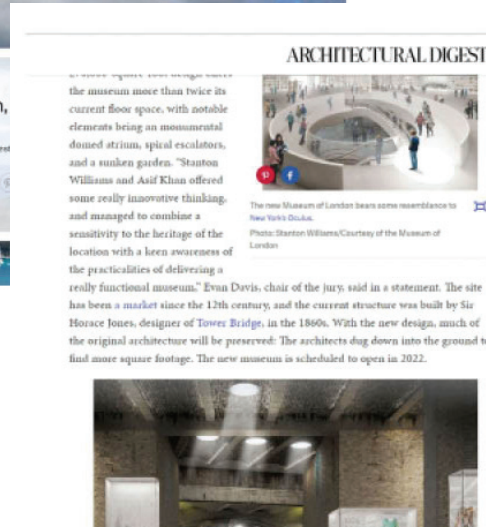 ARCHITECTURAL DIGEST
the museum more than twice its
current floor space, with notable
elements being an monumental
domed atrium, spiral escalators,
and a sunken garden. "Stanton
Williams and Asif Khan offered
some really innovative thinking,
and managed to combine a
sensitivity to the heritage of the
location with a keen awareness of
the practicalities of delivering a
The new Museum of London bears some resemblance to
New York's Oculus.
Photo: Stanton Williams/Courtesy of the Museum of
London
really functional museum," Evan Davis, chair of the jury, said in a statement. The site
has been a market since the 12th century, and the current structure was built by Sir
Horace Jones, designer of Tower Bridge, in the 1860s. With the new design, much of
the original architecture will be preserved: The architects dug down into the ground to
find more square footage. The new museum is scheduled to open in 2022.